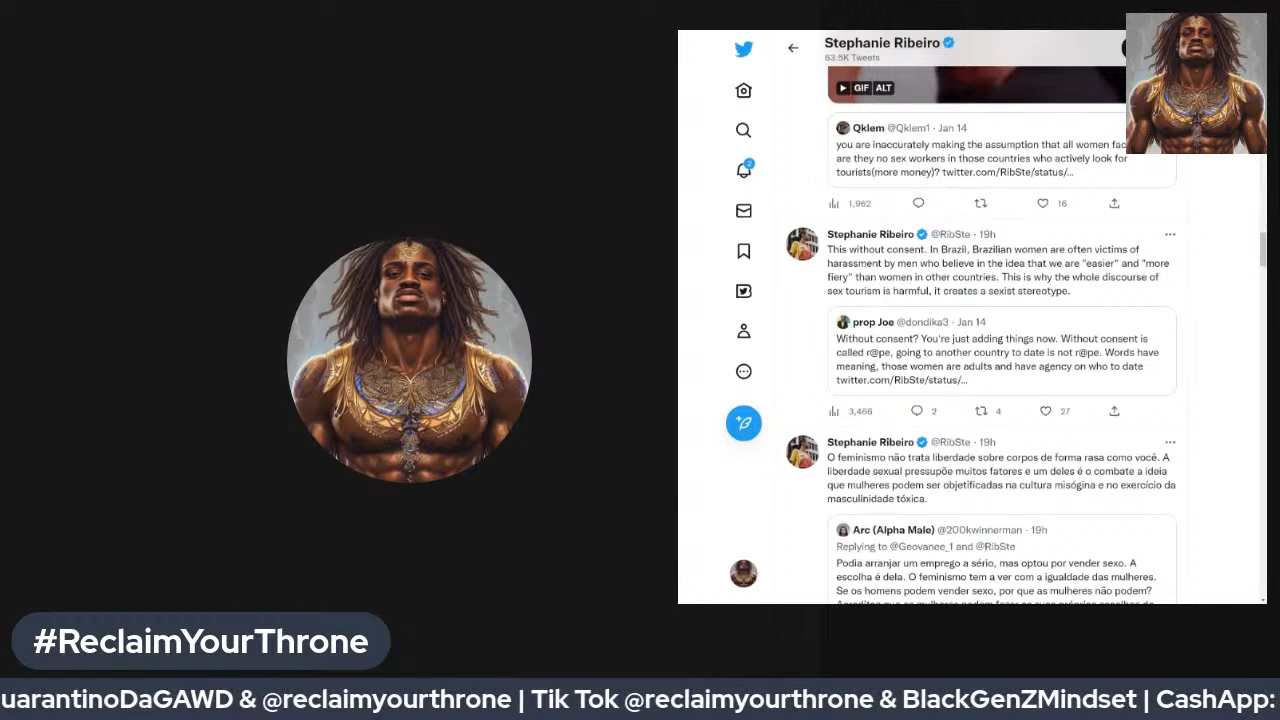 Stephanie Ribeiro
63.5K Tweets
GIF ALT
Qklem @Qklem1 · Jan 14
you are inaccurately making the assumption that all women
are they no sex workers in those countries who actively look for
tourists(more money)? twitter.com/RibSte/status/...
1,962 16
Stephanie Ribeiro @RibSte · 19h
This without consent. In Brazil, Brazilian women are often victims of
harassment by men who believe in the idea that we are "easier" and "more
fiery" than women in other countries. This is why the whole discourse of
sex tourism is harmful, it creates a sexist stereotype.
prop Joe @dondika3 · Jan 14
Without consent? You're just adding things now. Without consent is
called r@pe, going to another country to date is not r@pe. Words have
meaning, those women are adults and have agency on who to date
twitter.com/RibSte/status/...
3,466 2 4 27
Stephanie Ribeiro @RibSte · 19h
O feminismo não trata liberdade sobre corpos de forma rasa como você. A
liberdade sexual pressupõe muitos fatores e um deles é o combate a ideia
que mulheres podem ser objetificadas na cultura misógina e no exercício da
masculinidade tóxica.
Arc (Alpha Male) @200kwinnerman · 19h
Replying to @Geovanee_1 and @RibSte
Podia arranjar um emprego a sério, mas optou por vender sexo. A
escolha é dela. O feminismo tem a ver com a igualdade das mulheres.
Se os homens podem vender sexo, por que as mulheres não podem?
#ReclaimYourThrone
uarantinoDaGAWD & @reclaimyourthrone | Tik Tok @reclaimyourthrone & BlackGenZMindset | CashApp: